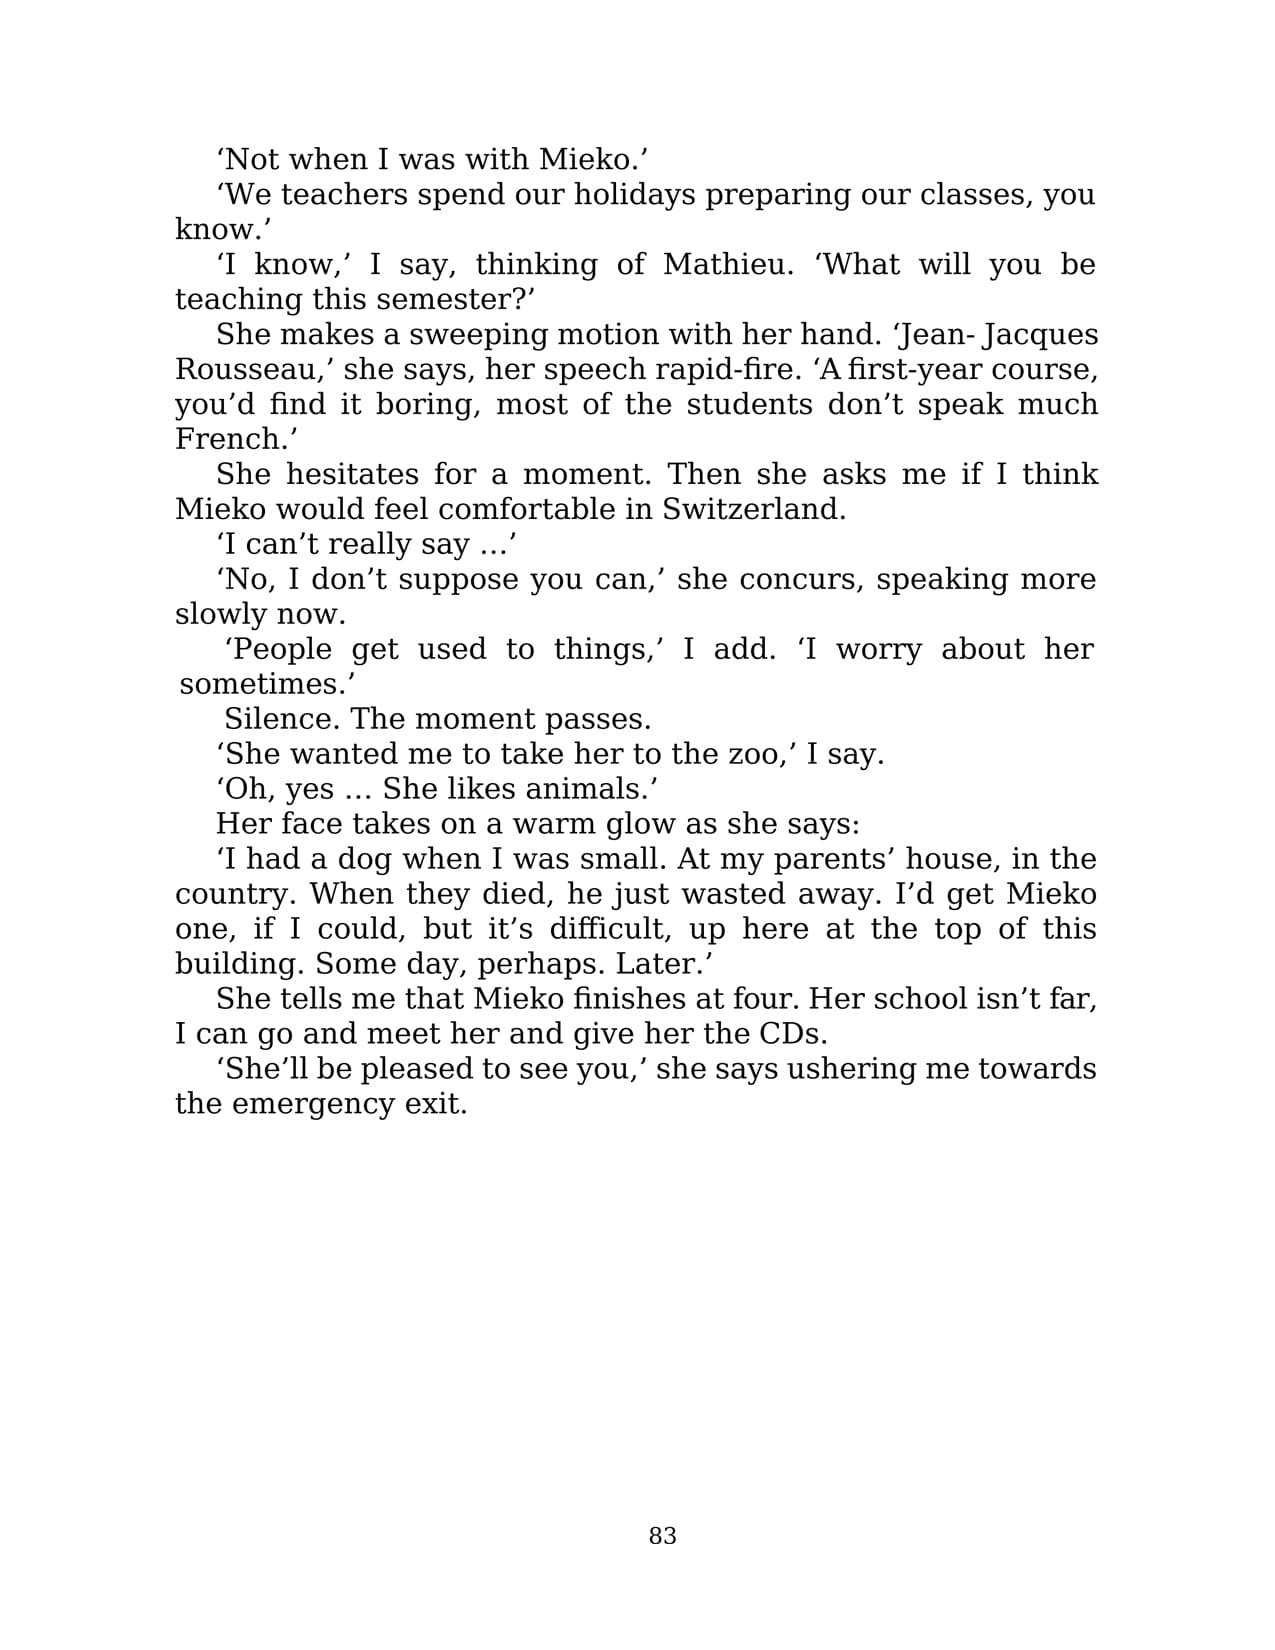 ‘Not when I was with Mieko.’
‘We teachers spend our holidays preparing our classes, you
know.’
‘I know,’ I say, thinking of Mathieu. ‘What will you be
teaching this semester?’
She makes a sweeping motion with her hand. ‘Jean- Jacques
Rousseau,’ she says, her speech rapid-fire. ‘A first-year course,
you’d find it boring, most of the students don’t speak much
French.’
She hesitates for a moment. Then she asks me if I think
Mieko would feel comfortable in Switzerland.
‘I can’t really say …’
‘No, I don’t suppose you can,’ she concurs, speaking more
slowly now.
‘People get used to things,’ I add. ‘I worry about her
sometimes.’
Silence. The moment passes.
‘She wanted me to take her to the zoo,’ I say.
‘Oh, yes … She likes animals.’
Her face takes on a warm glow as she says:
‘I had a dog when I was small. At my parents’ house, in the
country. When they died, he just wasted away. I’d get Mieko
one, if I could, but it’s difficult, up here at the top of this
building. Some day, perhaps. Later.’
She tells me that Mieko finishes at four. Her school isn’t far,
I can go and meet her and give her the CDs.
‘She’ll be pleased to see you,’ she says ushering me towards
the emergency exit.
83